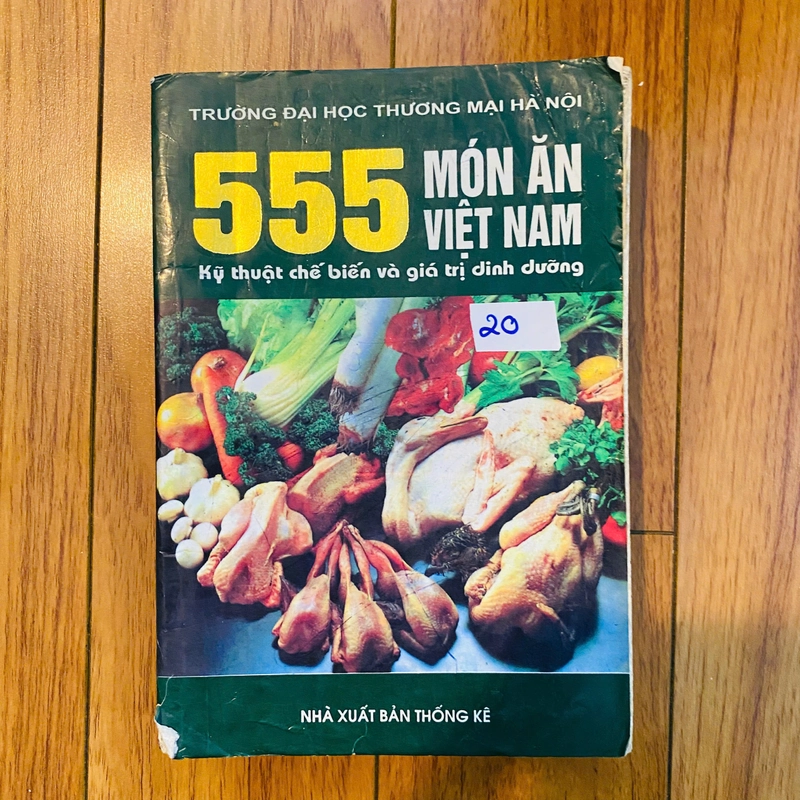 TRƯỜNG ĐẠI HỌC THƯƠNG MẠI HÀ NỘI
555 MÓN ĂN
VIỆT NAM
Kỹ thuật chế biến và giá trị dinh dưỡng
20
NHÀ XUẤT BẢN THỐNG KÊ